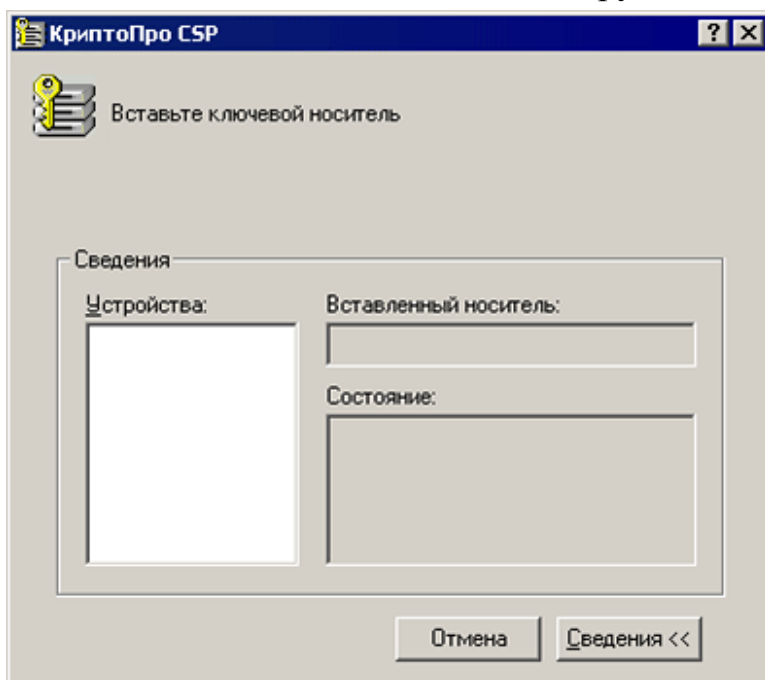 КриптоПро CSP
Вставьте ключевой носитель
Сведения
Устройства:
Вставленный носитель:
Состояние:
Отмена
Сведения <<